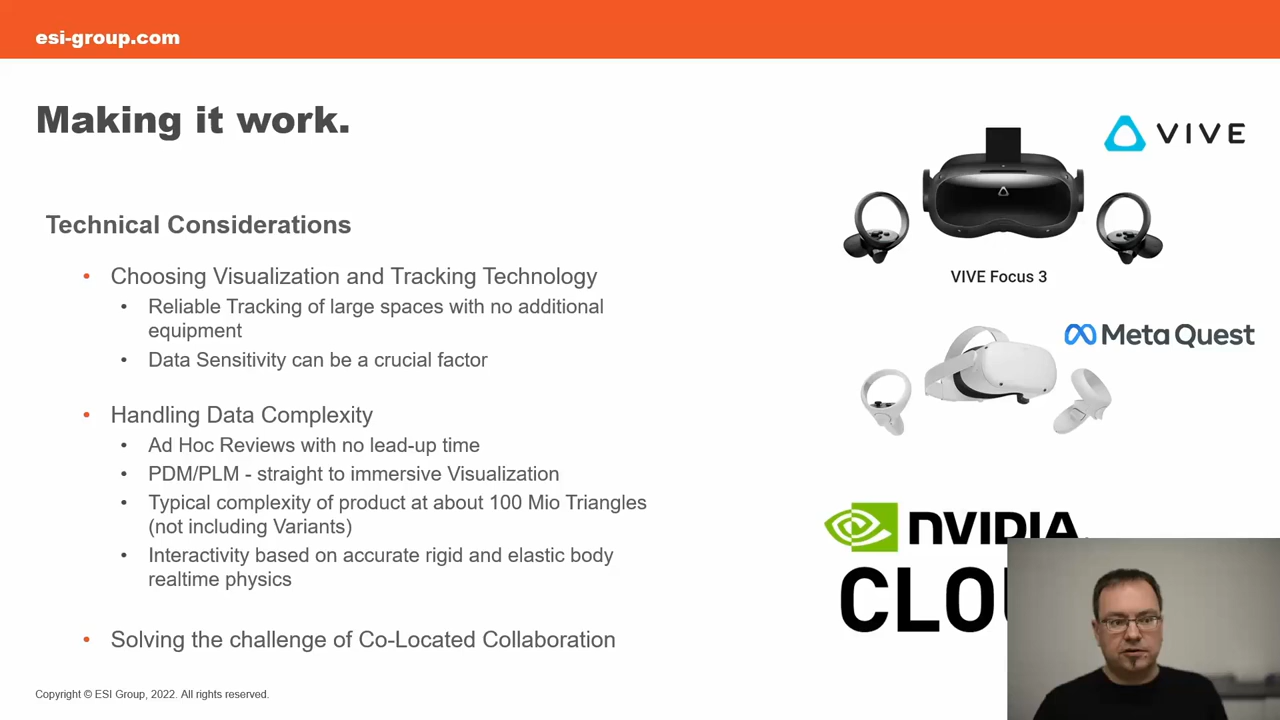 esi-group.com
Making it work.
VIVE
Technical Considerations
• Choosing Visualization and Tracking Technology
• Reliable Tracking of large spaces with no additional
equipment
• Data Sensitivity can be a crucial factor
VIVE Focus 3
Meta Quest
• Handling Data Complexity
• Ad Hoc Reviews with no lead-up time
• PDM/PLM - straight to immersive Visualization
• Typical complexity of product at about 100 Mio Triangles
(not including Variants)
• Interactivity based on accurate rigid and elastic body
realtime physics
NVIDIA
• Solving the challenge of Co-Located Collaboration
Copyright © ESI Group, 2022. All rights reserved.